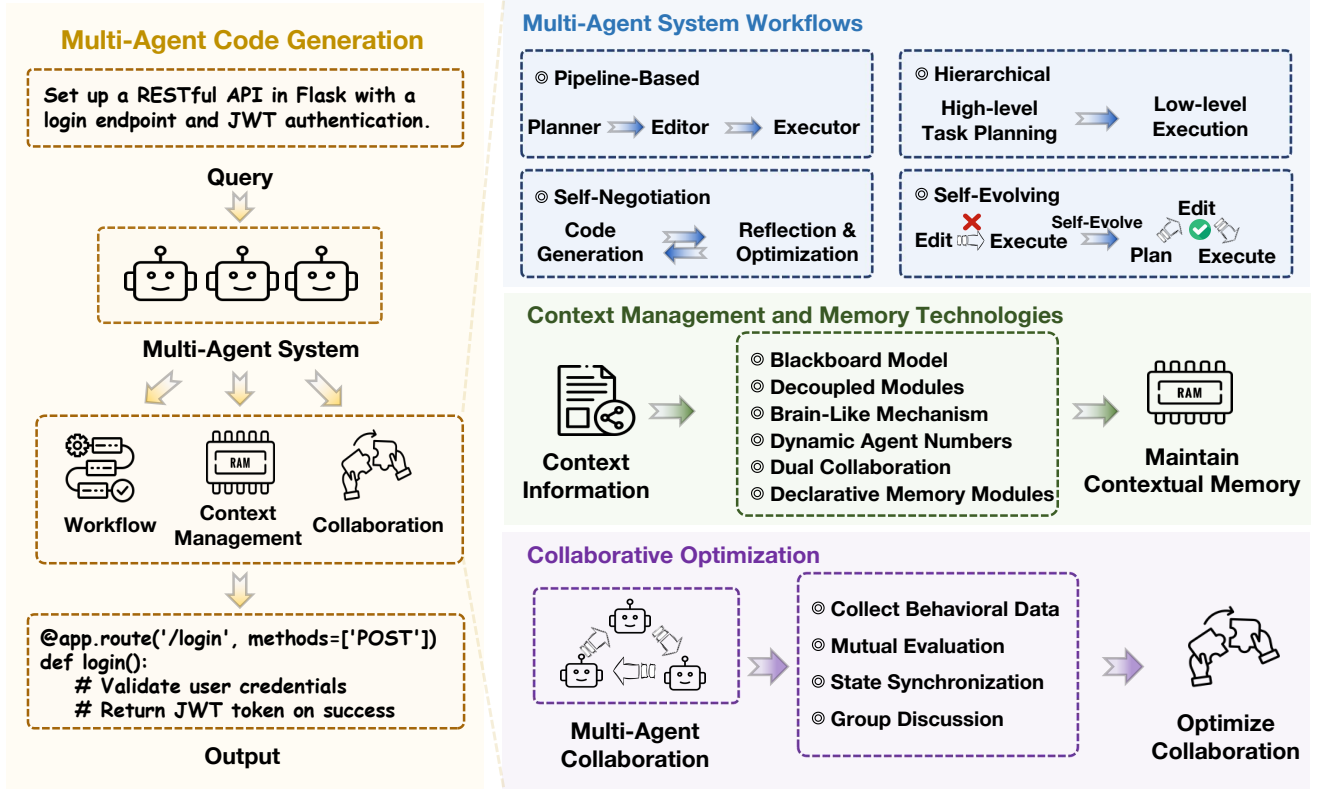 Multi-Agent Code Generation
Set up a RESTful API in Flask with a
login endpoint and JWT authentication.
Query
Multi-Agent System
Workflow
RAM
Context
Management
Collaboration
@app.route('/login', methods=['POST'])
def login():
# Validate user credentials
# Return JWT token on success
Output
Multi-Agent System Workflows
◎ Pipeline-Based
Planner Editor Executor
◎ Hierarchical
High-level
Task Planning
Low-level
Execution
◎ Self-Negotiation
Code
Generation
Reflection &
Optimization
◎ Self-Evolving
Edit Execute
Self-Evolve
Edit
Plan Execute
Context Management and Memory Technologies
Context
Information
◎ Blackboard Model
◎ Decoupled Modules
◎ Brain-Like Mechanism
◎ Dynamic Agent Numbers
◎ Dual Collaboration
◎ Declarative Memory Modules
RAM
Maintain
Contextual Memory
Collaborative Optimization
Multi-Agent
Collaboration
◎ Collect Behavioral Data
◎ Mutual Evaluation
◎ State Synchronization
◎ Group Discussion
Optimize
Collaboration